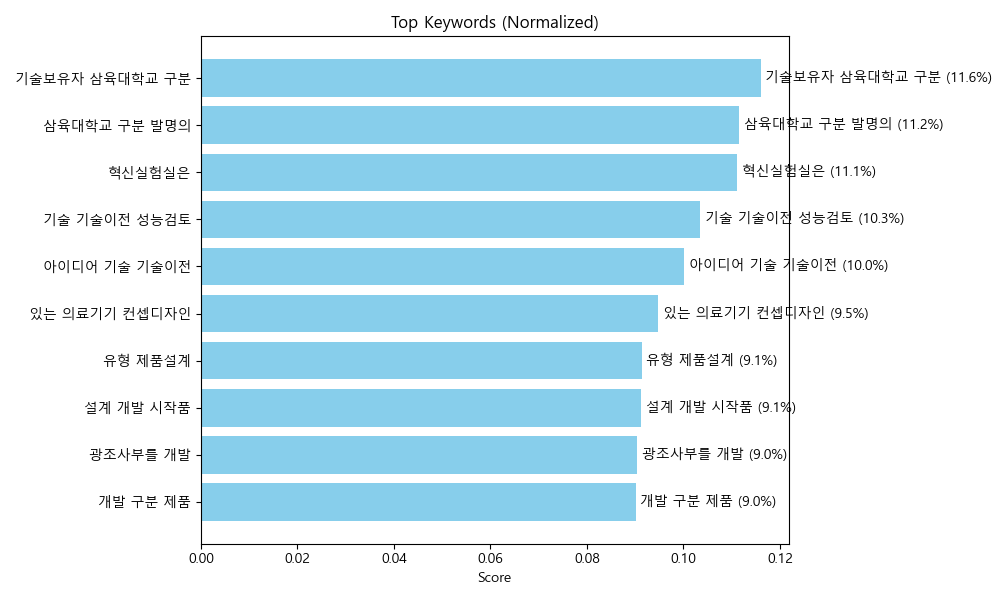 Top Keywords (Normalized)
기술보유자 삼육대학교 구분 기술보유자 삼육대학교 구분 (11.6%)
삼육대학교 구분 발명의 삼육대학교 구분 발명의 (11.2%)
혁신실험실은 혁신실험실은 (11.1%)
기술 기술이전 성능검토 기술 기술이전 성능검토 (10.3%)
아이디어 기술 기술이전 아이디어 기술 기술이전 (10.0%)
있는 의료기기 컨셉디자인 있는 의료기기 컨셉디자인 (9.5%)
유형 제품설계 유형 제품설계 (9.1%)
설계 개발 시작품 설계 개발 시작품 (9.1%)
광조사부를 개발 광조사부를 개발 (9.0%)
개발 구분 제품 개발 구분 제품 (9.0%)
0.00 0.02 0.04 0.06 0.08 0.10 0.12
Score